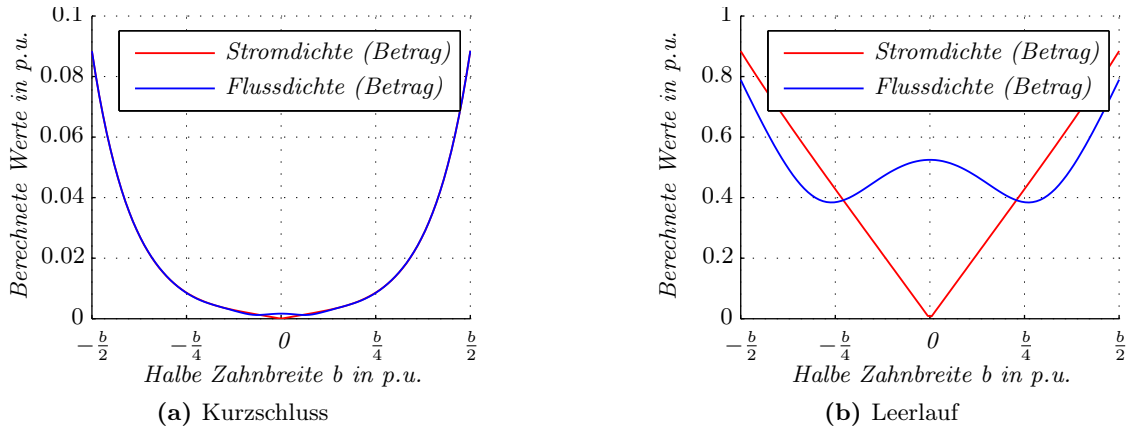 0.1
0.08
0.06
0.04
0.02
0
Berechnete Werte in p.u.
Stromdichte (Betrag)
Flussdichte (Betrag)
−b/2
−b/4
0
b/4
b/2
Halbe Zahnbreite b in p.u.
(a) Kurzschluss
1
0.8
0.6
0.4
0.2
0
Berechnete Werte in p.u.
Stromdichte (Betrag)
Flussdichte (Betrag)
−b/2
−b/4
0
b/4
b/2
Halbe Zahnbreite b in p.u.
(b) Leerlauf